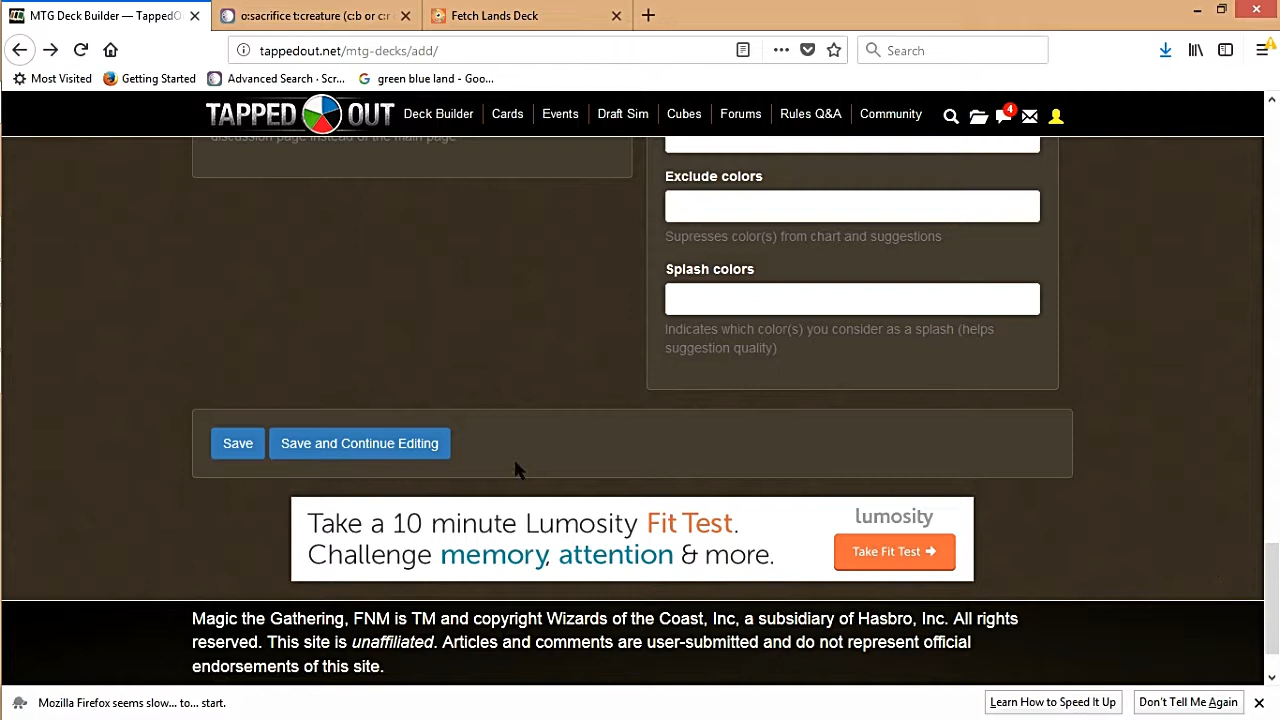 MTG Deck Builder — TappedO
o:sacrifice t:creature (c:b or c:r
Fetch Lands Deck
tappedout.net/mtg-decks/add/
Search
Most Visited
Getting Started
Advanced Search · Scr...
green blue land - Goo...
TAPPED OUT
Deck Builder
Cards
Events
Draft Sim
Cubes
Forums
Rules Q&A
Community
4
discussion page instead of the main page
Exclude colors
Supresses color(s) from chart and suggestions
Splash colors
Indicates which color(s) you consider as a splash (helps
suggestion quality)
Save
Save and Continue Editing
Take a 10 minute Lumosity Fit Test.
Challenge memory, attention & more.
lumosity
Take Fit Test
Magic the Gathering, FNM is TM and copyright Wizards of the Coast, Inc, a subsidiary of Hasbro, Inc. All rights
reserved. This site is unaffiliated. Articles and comments are user-submitted and do not represent official
endorsements of this site.
Mozilla Firefox seems slow... to... start.
Learn How to Speed It Up
Don't Tell Me Again